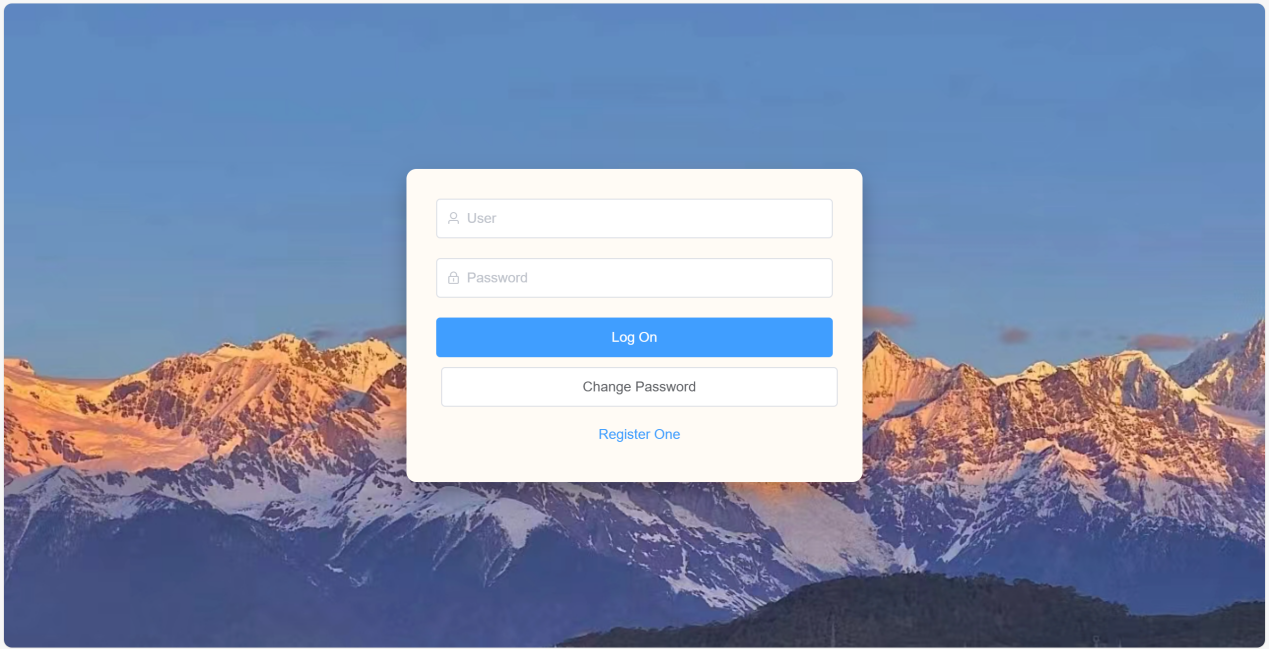 User
Password
Log On
Change Password
Register One